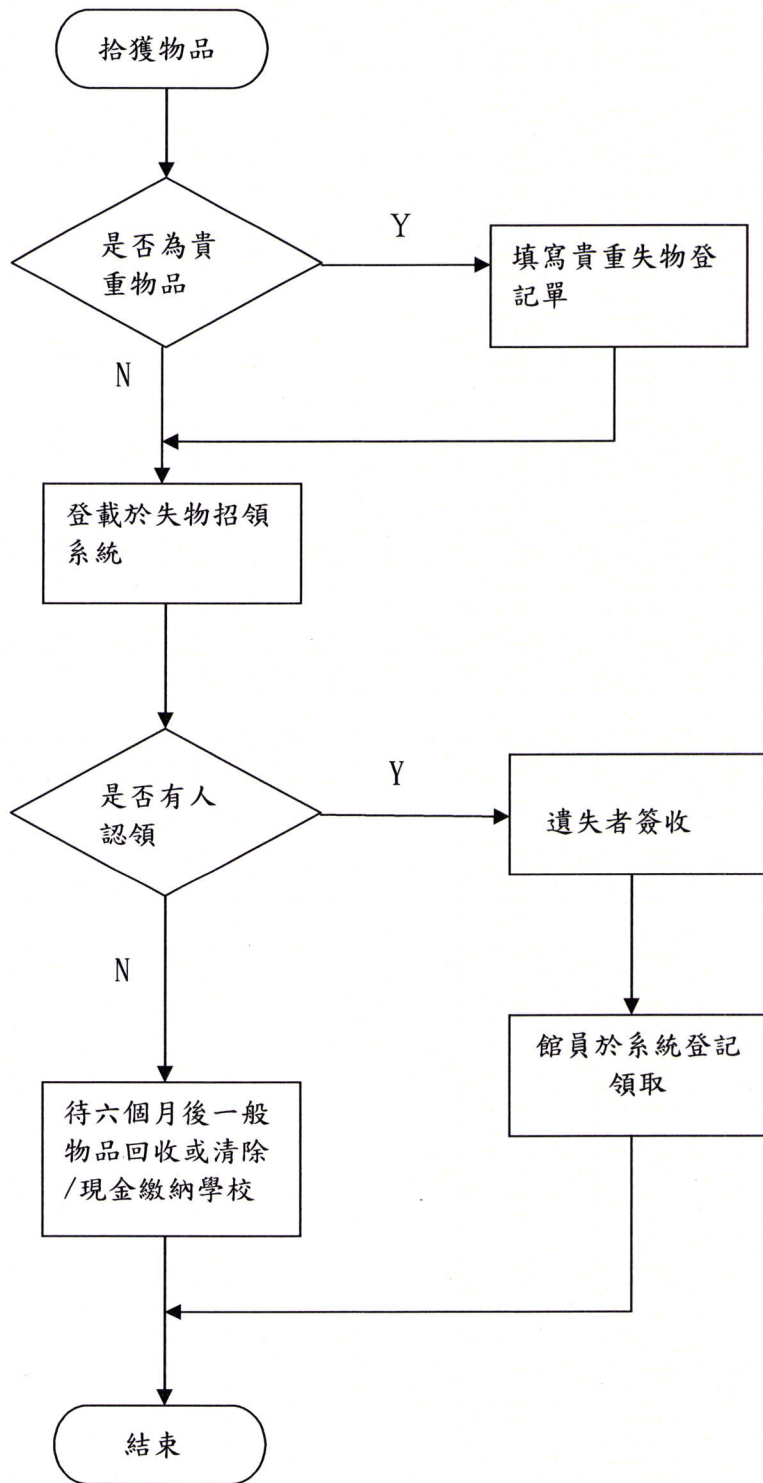 拾獲物品
是否為貴
重物品
Y
填寫貴重失物登
記單
N
登載於失物招領
系統
是否有人
認領
Y
遺失者簽收
N
館員於系統登記
領取
待六個月後一般
物品回收或清除
/現金繳納學校
結束